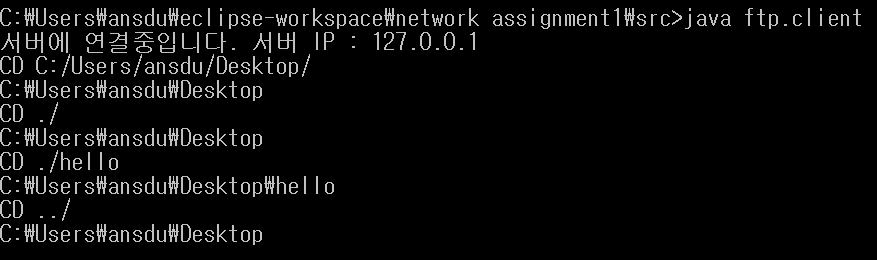 C:₩Users₩ansdu₩eclipse-workspace₩network assignment1₩src>java ftp.client
서버에 연결중입니다. 서버 IP : 127.0.0.1
CD C:/Users/ansdu/Desktop/
C:₩Users₩ansdu₩Desktop
CD ./
C:₩Users₩ansdu₩Desktop
CD ./hello
C:₩Users₩ansdu₩Desktop₩hello
CD ../
C:₩Users₩ansdu₩Desktop